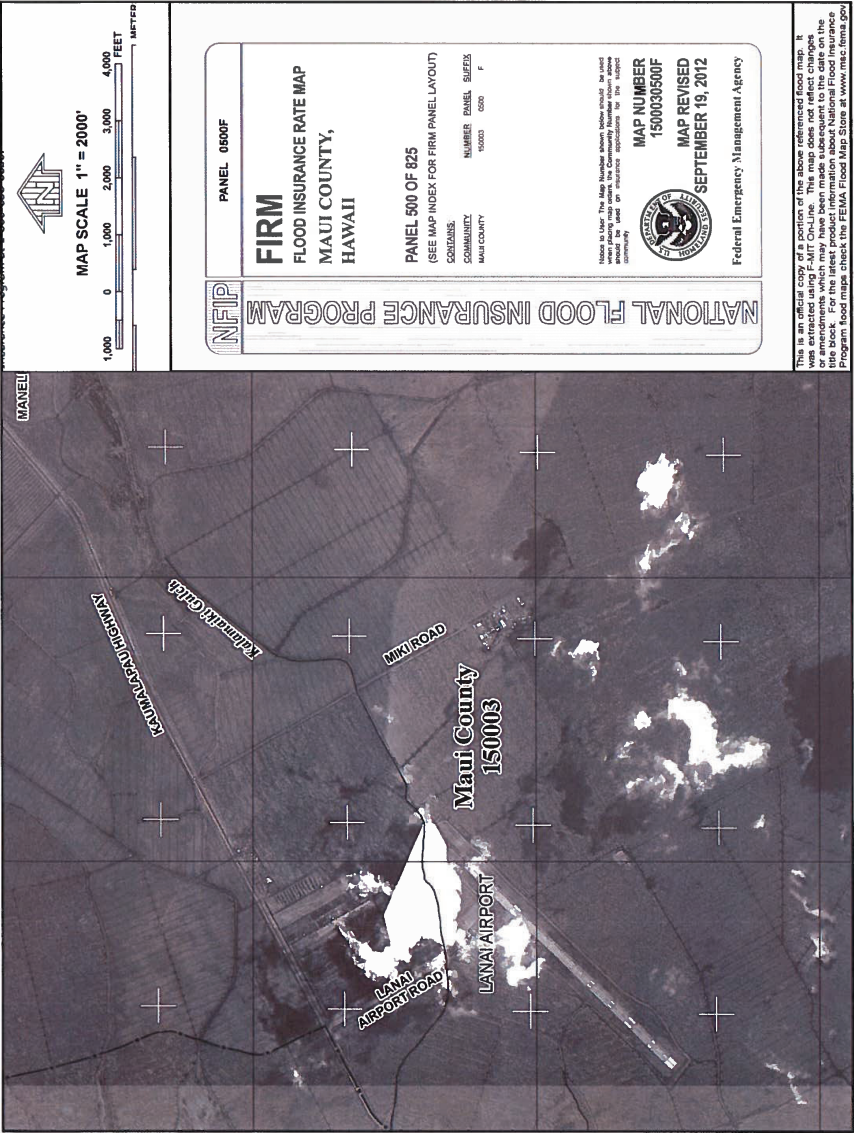 MAP SCALE 1" = 2000'
1,000 0 1,000 2,000 3,000 4,000
FEET
METER
NFIP
NATIONAL FLOOD INSURANCE PROGRAM
PANEL 0500F
FIRM
FLOOD INSURANCE RATE MAP
MAUI COUNTY,
HAWAII
PANEL 500 OF 825
(SEE MAP INDEX FOR FIRM PANEL LAYOUT)
CONTAINS:
COMMUNITY NUMBER PANEL SUFFIX
MAUI COUNTY 150003 0500 F
Notice to User The Map Number shown below should be used
when placing map orders, the Community Number shown above
should be used on insurance applications for the subject
community
U.S. DEPARTMENT OF HOMELAND SECURITY
MAP NUMBER
1500030500F
MAP REVISED
SEPTEMBER 19, 2012
Federal Emergency Management Agency
This is an official copy of a portion of the above referenced flood map. It
was extracted using F-MIT On-Line. This map does not reflect changes
or amendments which may have been made subsequent to the date on the
title block. For the latest product information about National Flood Insurance
Program flood maps check the FEMA Flood Map Store at www.msc.fema.gov
MANEL
KAUMALAPAU HIGHWAY
Kalamaiki Gulch
MIKI ROAD
Maui County
150003
LANAI
AIRPORT ROAD
LANAI AIRPORT